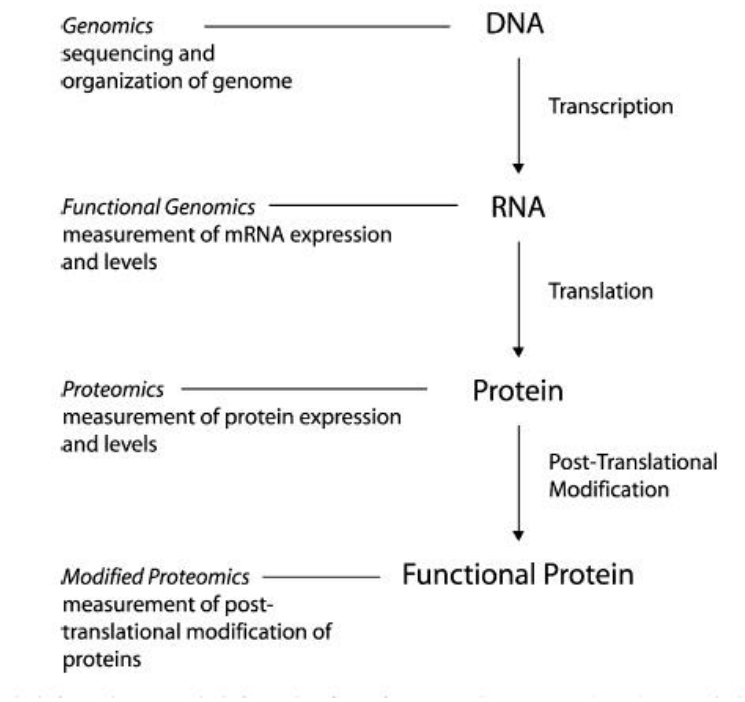 Genomics DNA
sequencing and
organization of genome
Transcription
Functional Genomics RNA
measurement of mRNA expression
and levels
Translation
Proteomics Protein
measurement of protein expression
and levels
Post-Translational
Modification
Modified Proteomics Functional Protein
measurement of post-
translational modification of
proteins